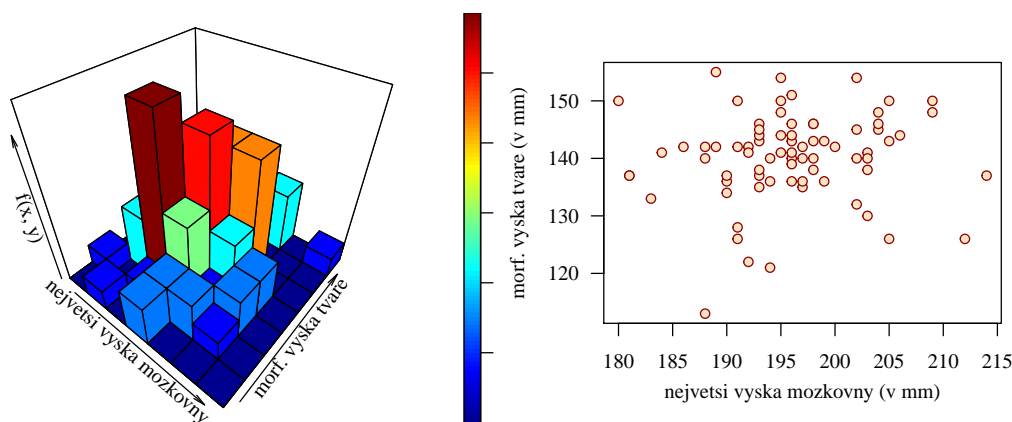 f(x, y)
nejvetsi vyska mozkovny
morf. vyska tvare
morf. vyska tvare (v mm)
150
140
130
120
180 185 190 195 200 205 210 215
nejvetsi vyska mozkovny (v mm)